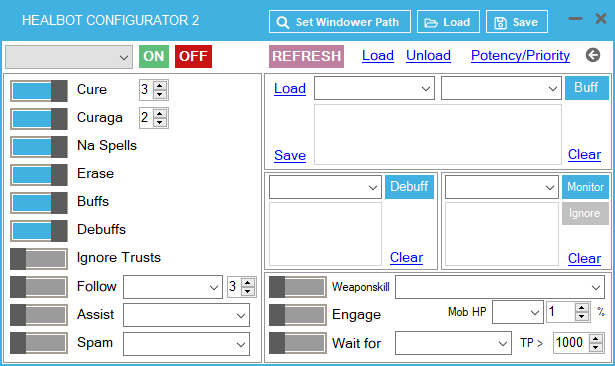 HEALBOT CONFIGURATOR 2
Set Windower Path
Load
Save
ON
OFF
REFRESH
Load
Unload
Potency/Priority
Cure
3
Curaga
2
Na Spells
Erase
Buffs
Debuffs
Ignore Trusts
Follow
3
Assist
Spam
Load
Buff
Save
Clear
Debuff
Clear
Monitor
Ignore
Clear
Weaponskill
Engage
Mob HP
1
%
Wait for
TP >
1000